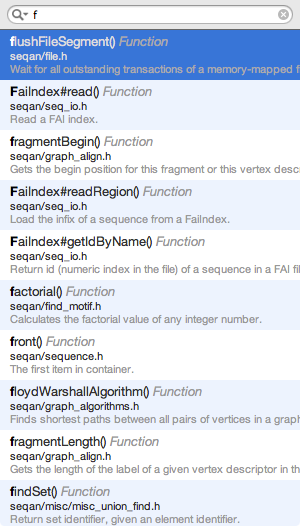 f
flushFileSegment() Function
seqan/file.h
Wait for all outstanding transactions of a memory-mapped f
FaiIndex#read() Function
seqan/seq_io.h
Read a FAI index.
fragmentBegin() Function
seqan/graph_align.h
Gets the begin position for this fragment or this vertex desc
FaiIndex#readRegion() Function
seqan/seq_io.h
Load the infix of a sequence from a FaiIndex.
FaiIndex#getIdByName() Function
seqan/seq_io.h
Return id (numeric index in the file) of a sequence in a FAI fi
factorial() Function
seqan/find_motif.h
Calculates the factorial value of any integer number.
front() Function
seqan/sequence.h
The first item in container.
floydWarshallAlgorithm() Function
seqan/graph_algorithms.h
Finds shortest paths between all pairs of vertices in a graph
fragmentLength() Function
seqan/graph_align.h
Gets the length of the label of a given vertex descriptor in th
findSet() Function
seqan/misc/misc_union_find.h
Return set identifier, given an element identifier.